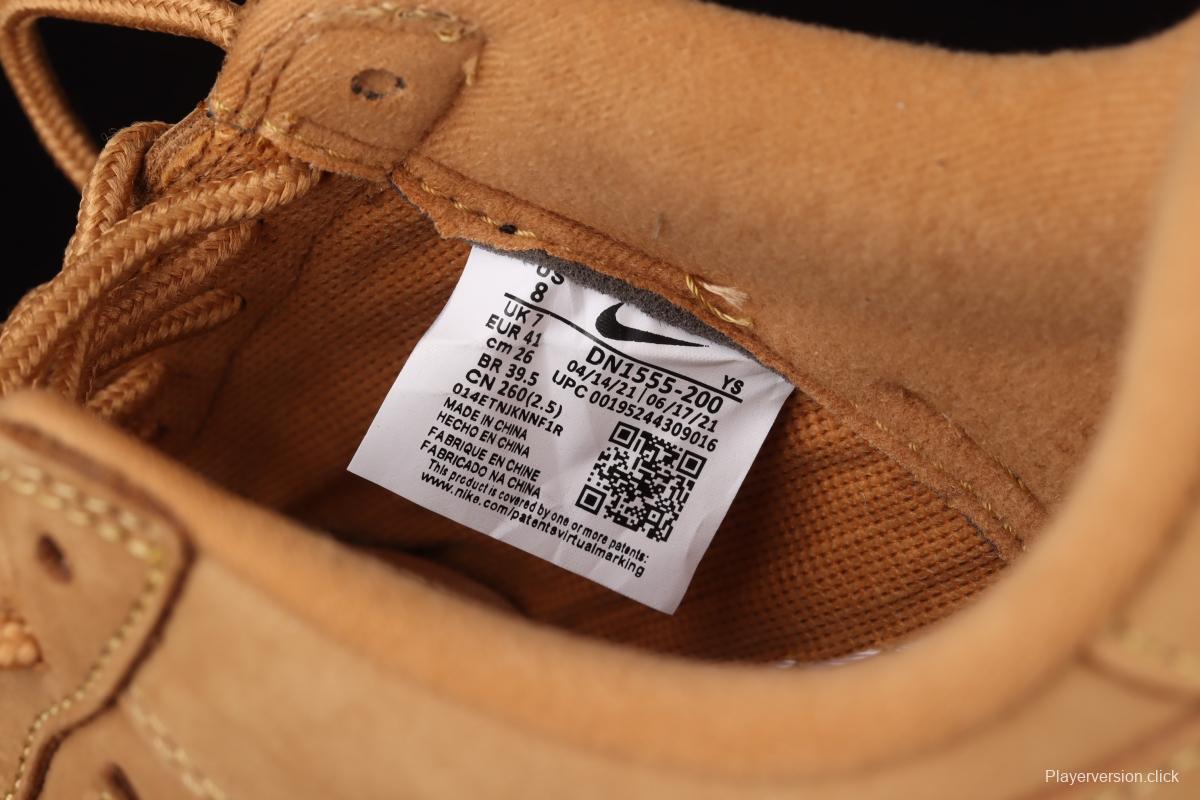 US
8
UK 7
EUR 41
cm 26
BR 39.5
CN 260(2.5)
014ETNJKNNF1R
MADE IN CHINA
HECHO EN CHINA
FABRIQUE EN CHINE
FABRICADO NA CHINA
This product is covered by one or more patents:
www.nike.com/patentsvirtualmarking
YS
DN1555-200
04/14/21 | 06/17/21
UPC 00195244309016
Playerversion.click